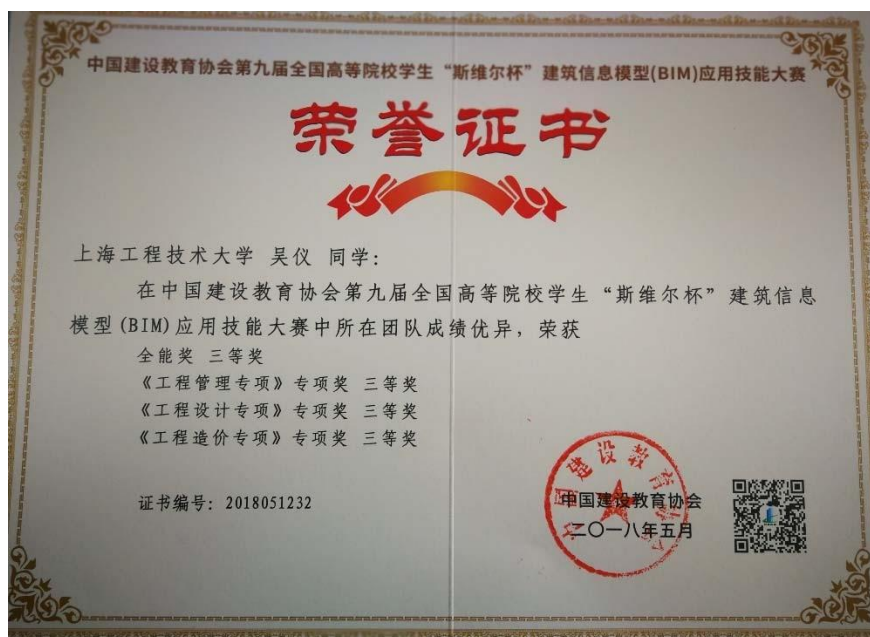 中国建设教育协会第九届全国高等院校学生“斯维尔杯”建筑信息模型(BIM)应用技能大赛
荣誉证书
上海工程技术大学 吴仪 同学：
在中国建设教育协会第九届全国高等院校学生“斯维尔杯”建筑信息
模型(BIM)应用技能大赛中所在团队成绩优异，荣获
全能奖 三等奖
《工程管理专项》专项奖 三等奖
《工程设计专项》专项奖 三等奖
《工程造价专项》专项奖 三等奖
证书编号：2018051232
中国建设教育协会
中国建设教育协会
二〇一八年五月